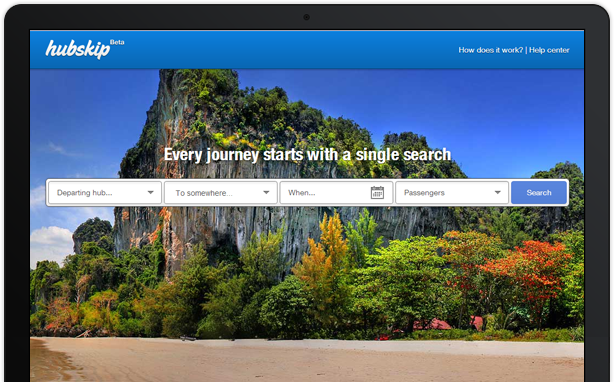 hubskip Beta
How does it work? | Help center
Every journey starts with a single search
Departing hub... To somewhere... When... Passengers Search